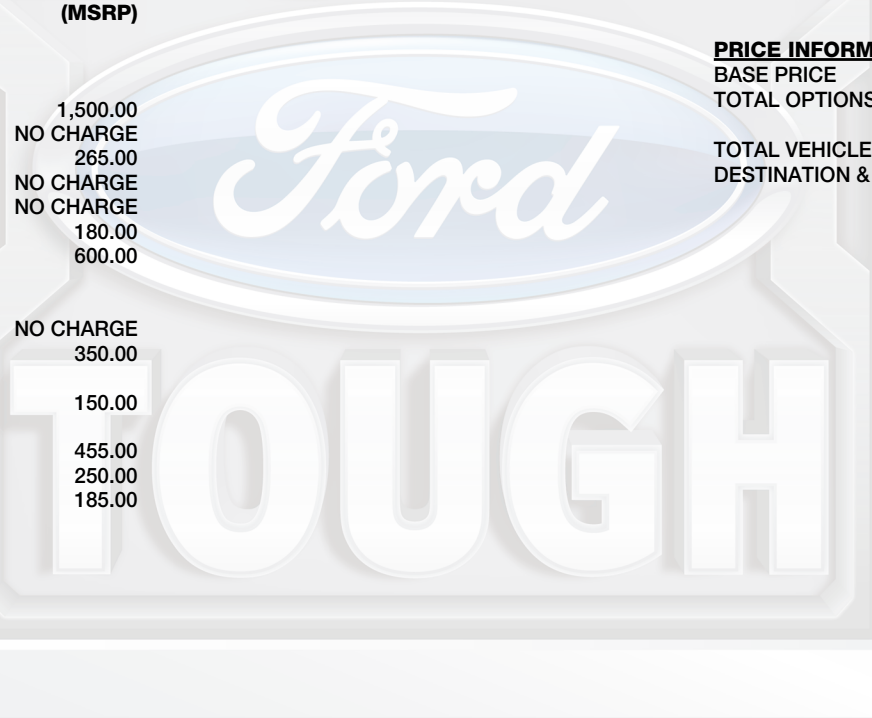 (MSRP)
1,500.00
NO CHARGE
265.00
NO CHARGE
NO CHARGE
180.00
600.00
NO CHARGE
350.00
150.00
455.00
250.00
185.00
PRICE INFORM
BASE PRICE
TOTAL OPTIONS
TOTAL VEHICLE
DESTINATION &
Ford
TOUGH